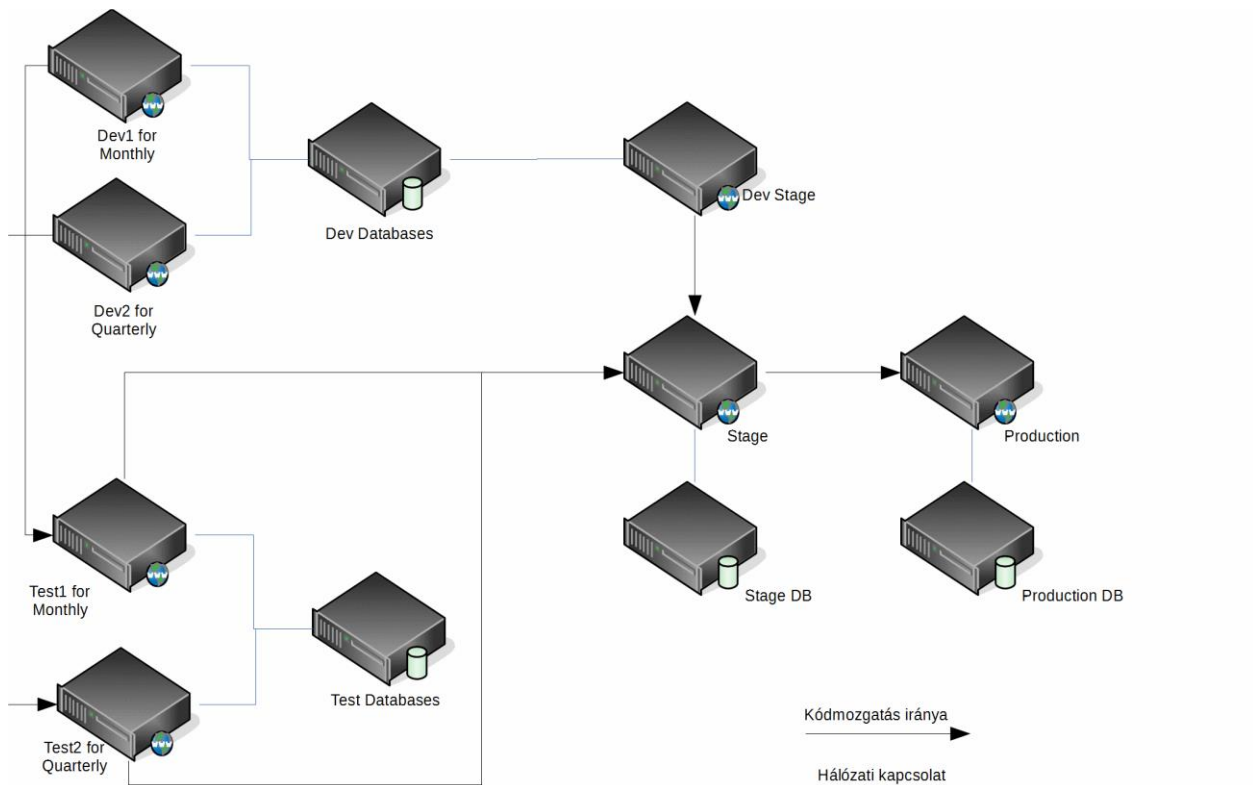 Dev1 for
Monthly
Dev Stage
Dev Databases
Dev2 for
Quarterly
Stage
Production
Test1 for
Monthly
Stage DB
Production DB
Test Databases
Test2 for
Quarterly
Kódmozgatás iránya
Hálózati kapcsolat